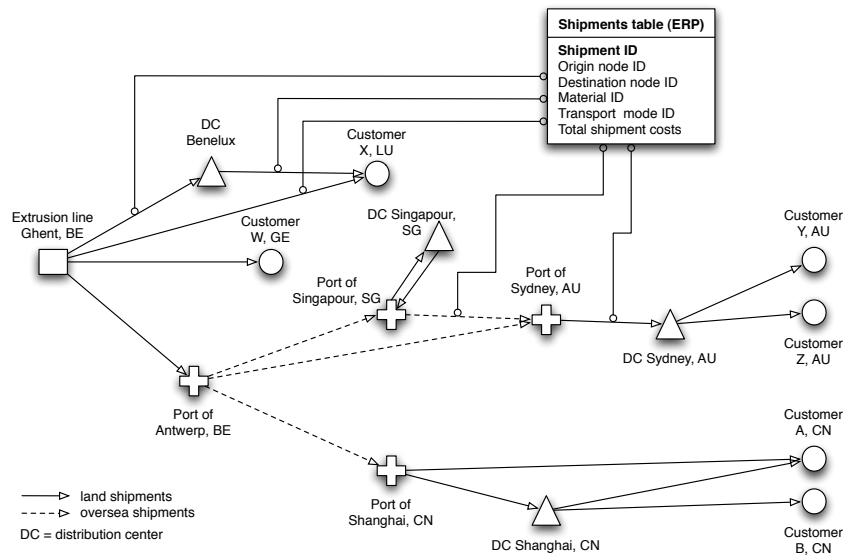 Shipments table (ERP)
Shipment ID
Origin node ID
Destination node ID
Material ID
Transport mode ID
Total shipment costs
DC
Benelux
Customer
X, LU
Extrusion line
Ghent, BE
Customer
W, GE
DC Singapour,
SG
Customer
Y, AU
Port of
Singapour, SG
Port of
Sydney, AU
Customer
Z, AU
DC Sydney, AU
Port of
Antwerp, BE
Customer
A, CN
land shipments
oversea shipments
DC = distribution center
Port of
Shanghai, CN
DC Shanghai, CN
Customer
B, CN